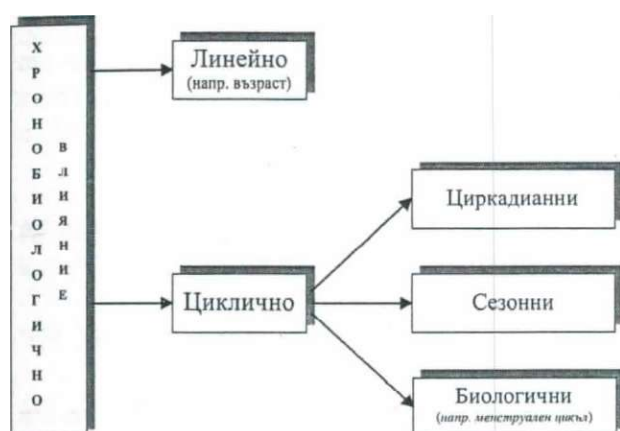 ХРОНОБИОЛОГИЧНО
ВЛИЯНИЕ
Линейно
(напр. възраст)
Циклично
Циркадианни
Сезонни
Биологични
(напр. менструален цикъл)